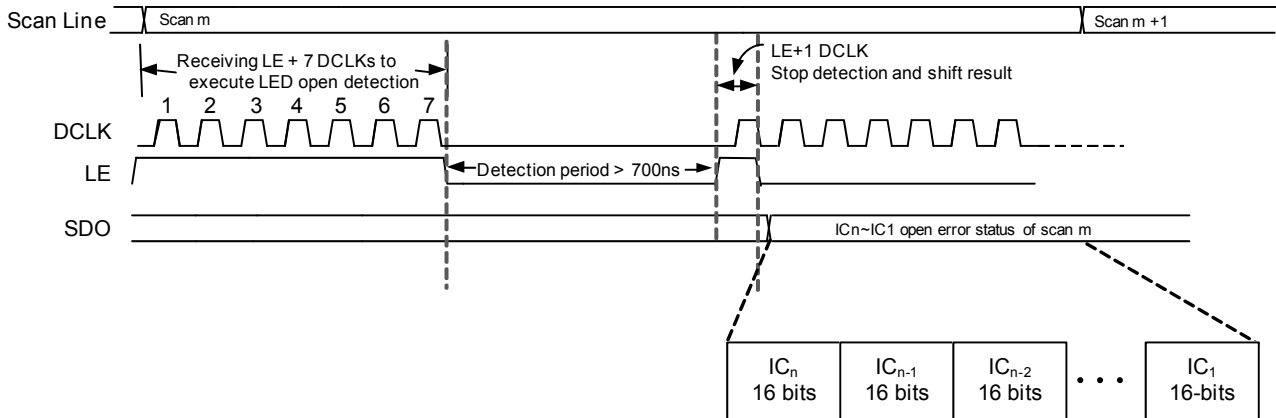 Scan Line
Scan m
Scan m +1
Receiving LE + 7 DCLKs to
execute LED open detection
LE+1 DCLK
Stop detection and shift result
1 2 3 4 5 6 7
DCLK
LE
Detection period > 700ns
SDO
ICn~IC1 open error status of scan m
ICn ICn-1 ICn-2 IC1
16 bits 16 bits 16 bits • • • 16-bits